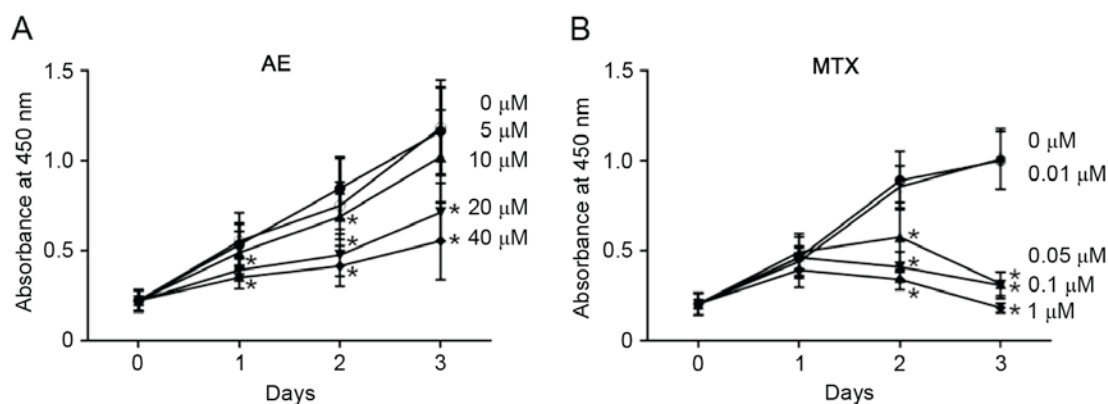 A
AE
Absorbance at 450 nm
1.5
1.0
0.5
0
0 μM
5 μM
10 μM
* 20 μM
* 40 μM
*
*
*
*
*
0 1 2 3
Days
B
MTX
Absorbance at 450 nm
1.5
1.0
0.5
0
0 μM
0.01 μM
0.05 μM
* 0.1 μM
* 1 μM
*
*
*
*
0 1 2 3
Days